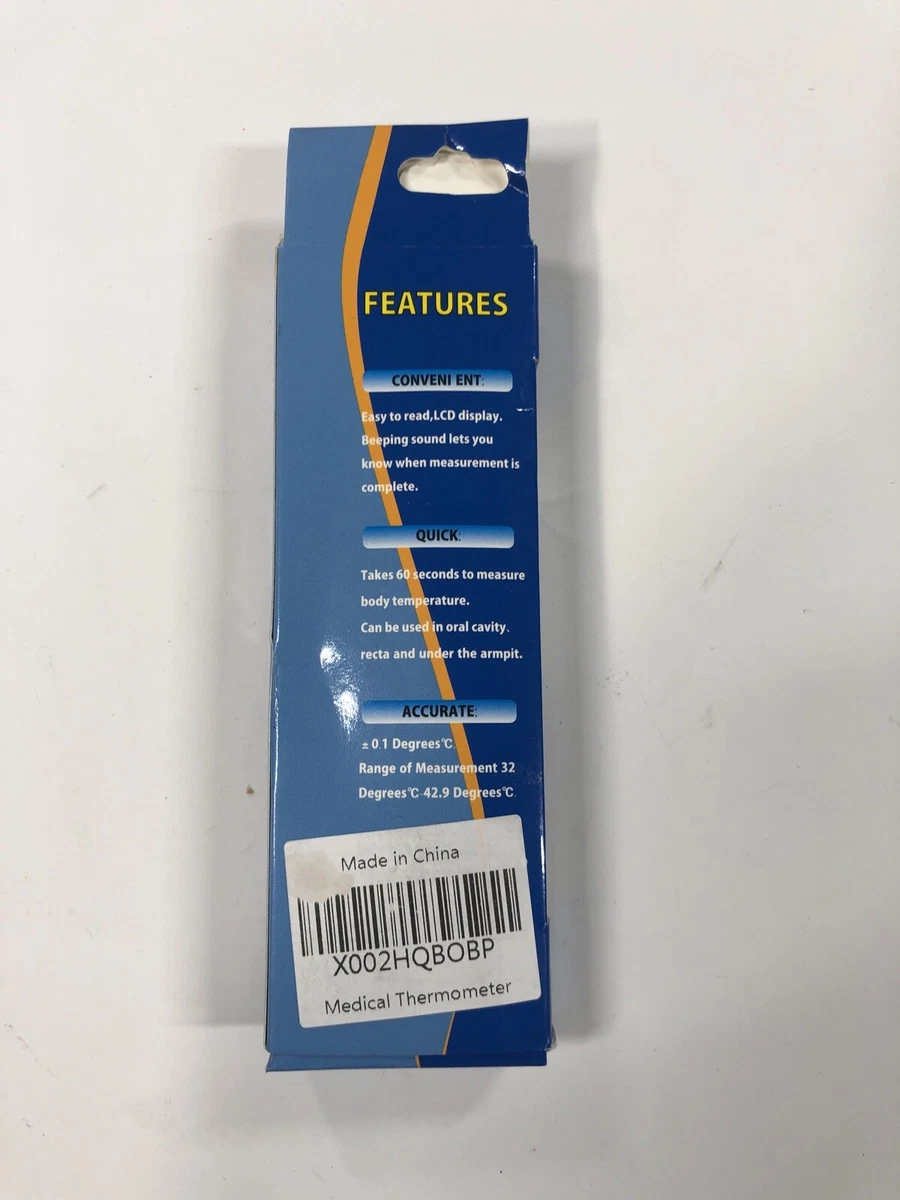 FEATURES
CONVENI ENT:
Easy to read,LCD display.
Beeping sound lets you
know when measurement is
complete.
QUICK:
Takes 60 seconds to measure
body temperature.
Can be used in oral cavity、
recta and under the armpit.
ACCURATE:
± 0.1 Degrees℃.
Range of Measurement 32
Degrees℃-42.9 Degrees℃.
Made in China
X002HQBOBP
Medical Thermometer